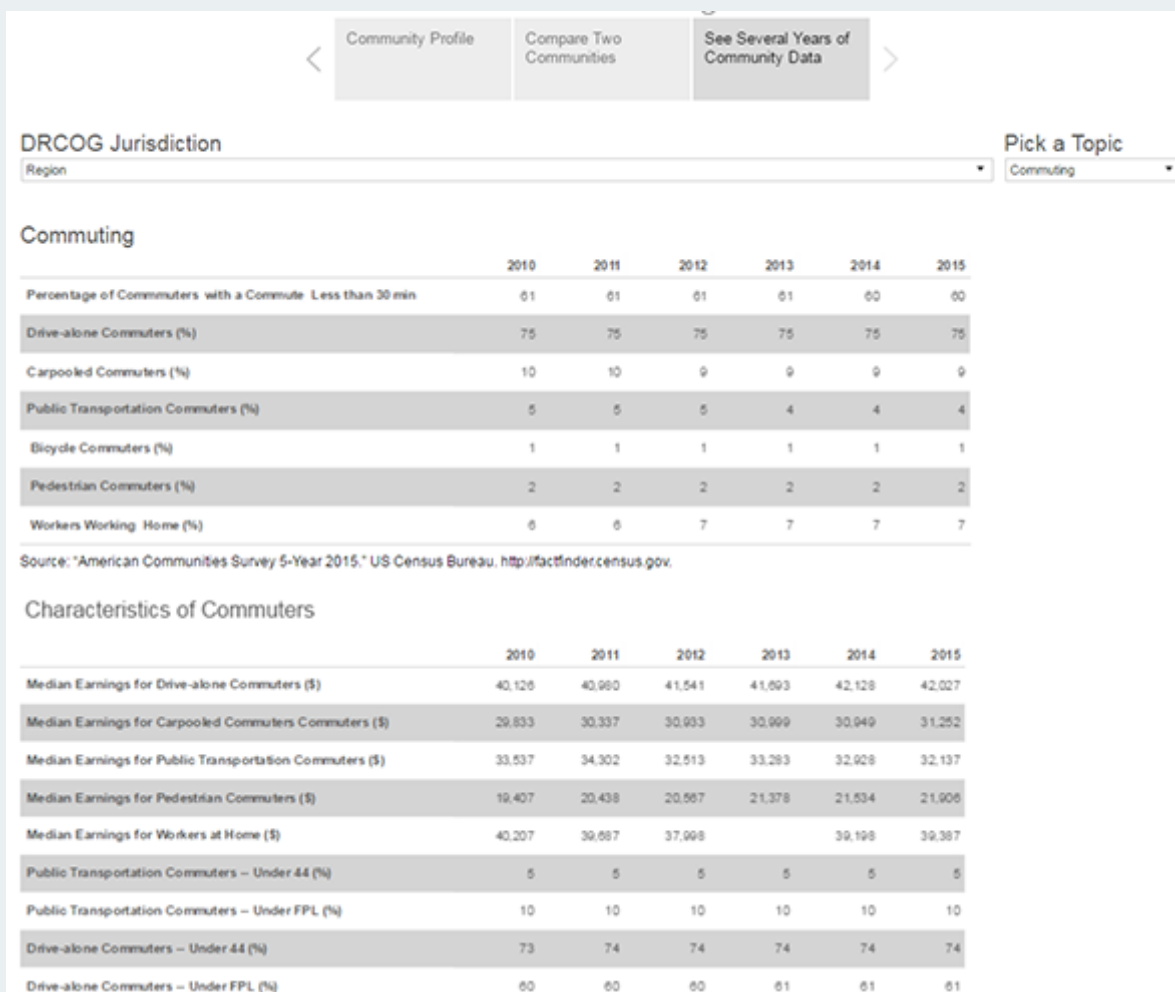 Community Profile
Compare Two
Communities
See Several Years of
Community Data
DRCOG Jurisdiction
Pick a Topic
Region
Commuting
Commuting
2010 2011 2012 2013 2014 2015
Percentage of Commmuters with a Commute Less than 30 min 61 61 61 61 60 60
Drive-alone Commuters (%) 75 75 75 75 75 75
Carpooled Commuters (%) 10 10 9 9 9 9
Public Transportation Commuters (%) 5 5 5 4 4 4
Bicycle Commuters (%) 1 1 1 1 1 1
Pedestrian Commuters (%) 2 2 2 2 2 2
Workers Working Home (%) 6 6 7 7 7 7
Source: "American Communities Survey 5-Year 2015." US Census Bureau. http://factfinder.census.gov.
Characteristics of Commuters
2010 2011 2012 2013 2014 2015
Median Earnings for Drive-alone Commuters ($) 40,126 40,980 41,541 41,693 42,128 42,027
Median Earnings for Carpooled Commuters Commuters ($) 29,833 30,337 30,933 30,999 30,949 31,252
Median Earnings for Public Transportation Commuters ($) 33,537 34,302 32,513 33,283 32,928 32,137
Median Earnings for Pedestrian Commuters ($) 19,407 20,438 20,567 21,378 21,534 21,906
Median Earnings for Workers at Home ($) 40,207 39,687 37,998 39,198 39,387
Public Transportation Commuters -- Under 44 (%) 5 5 5 5 5 5
Public Transportation Commuters -- Under FPL (%) 10 10 10 10 10 10
Drive-alone Commuters -- Under 44 (%) 73 74 74 74 74 74
Drive-alone Commuters -- Under FPL (%) 60 60 60 61 61 61